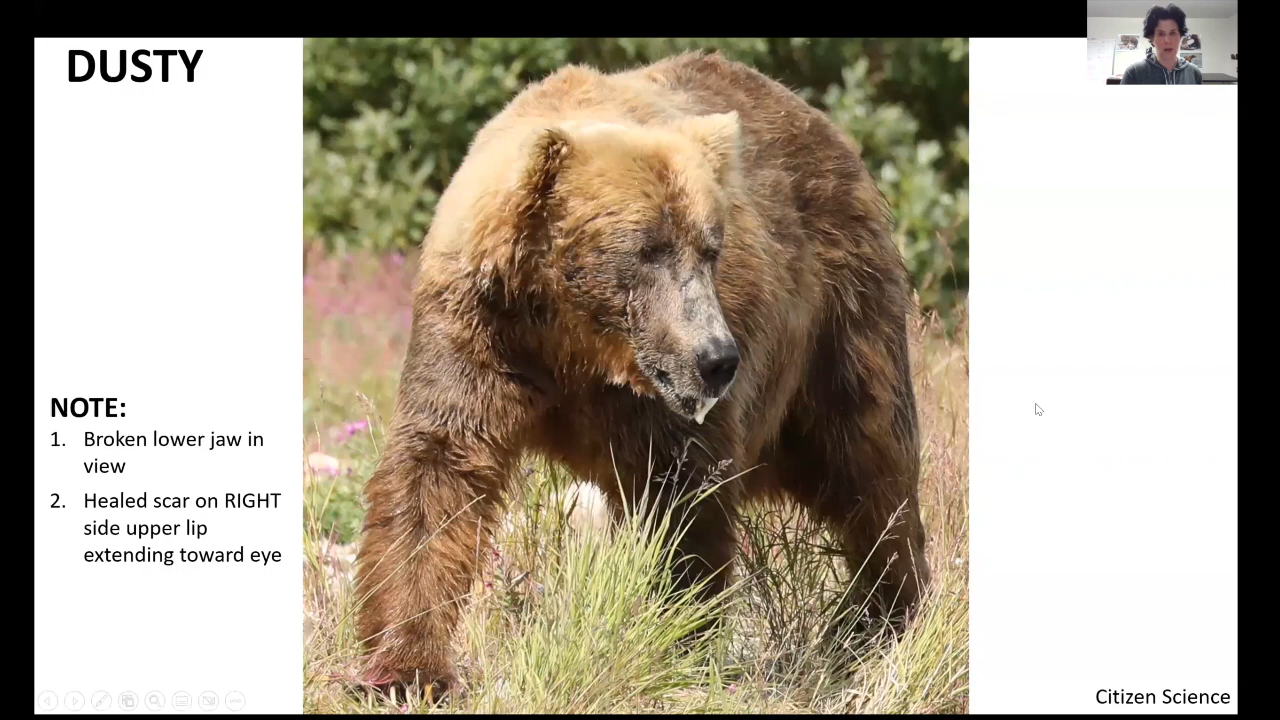 DUSTY
NOTE:
1. Broken lower jaw in
view
2. Healed scar on RIGHT
side upper lip
extending toward eye
Citizen Science